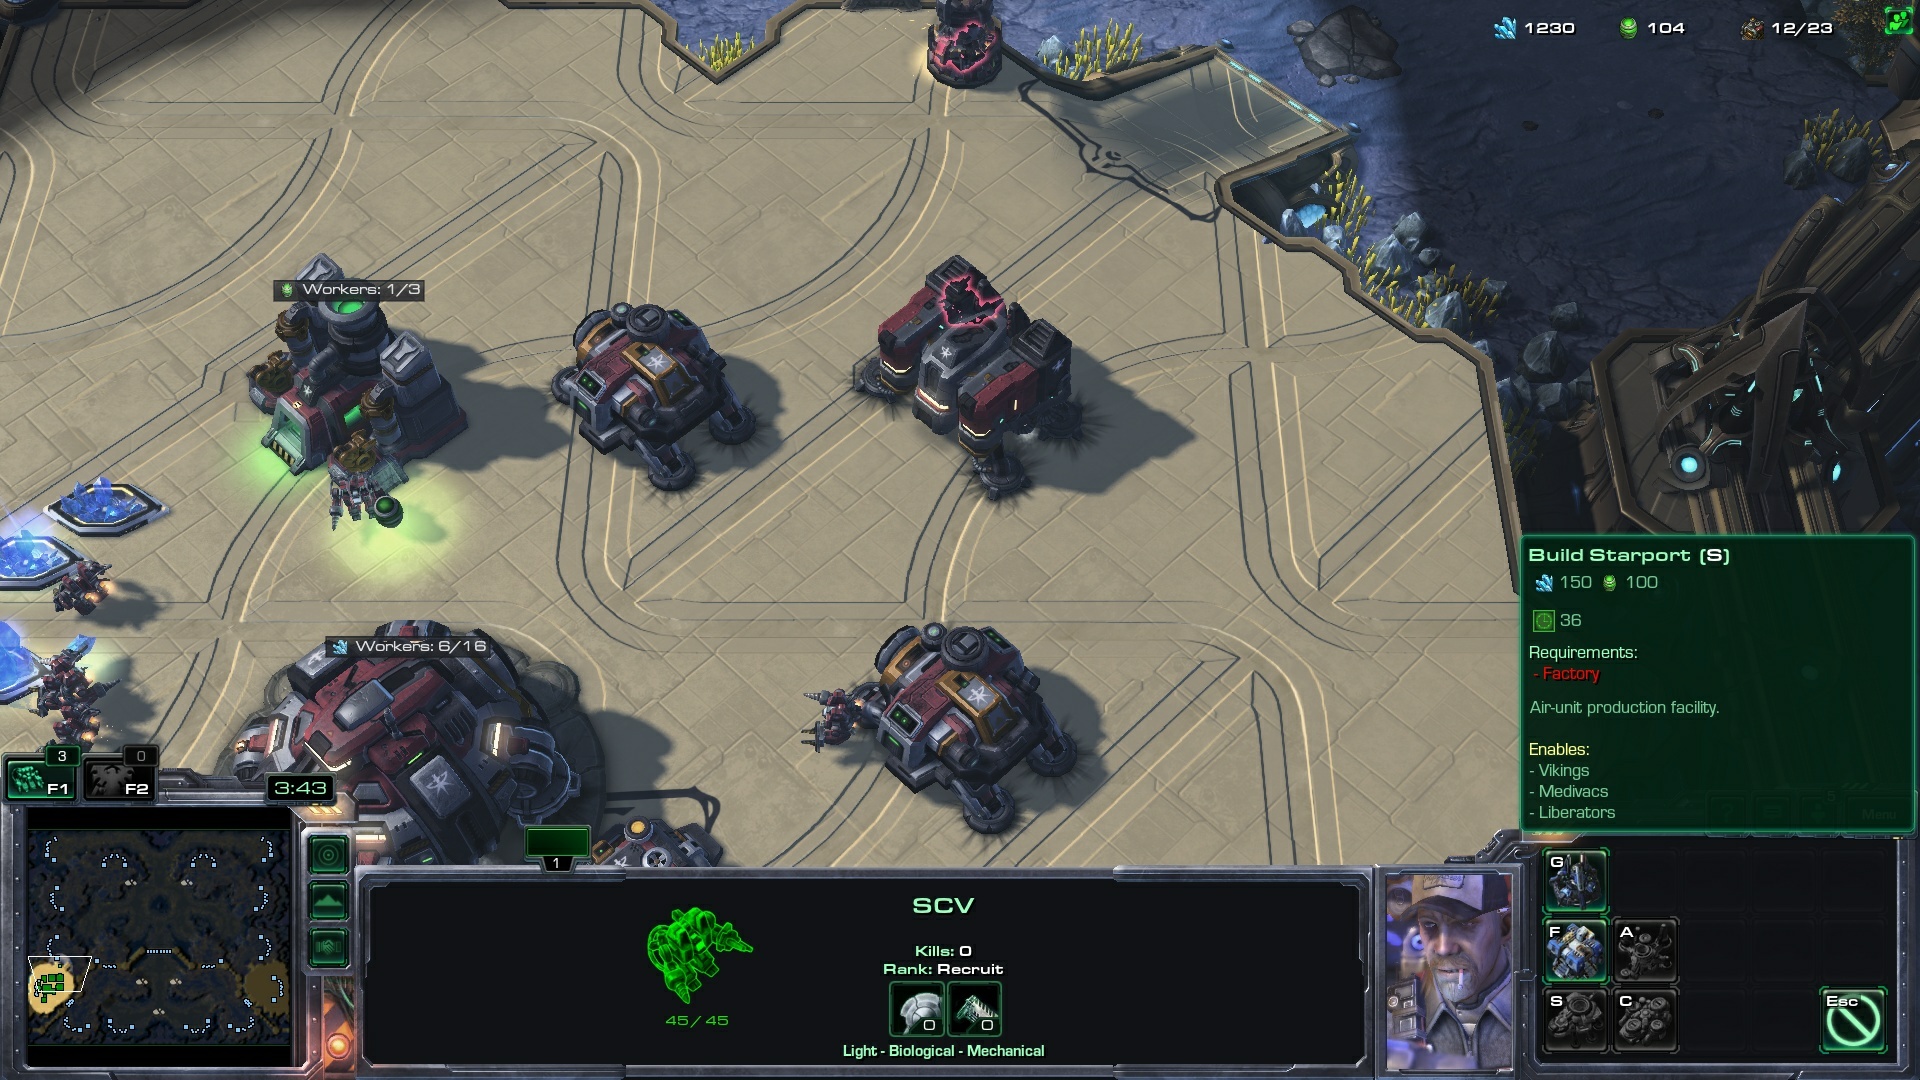 1230
104
12/23
Workers: 1/3
Build Starport (S)
150 100
36
Requirements:
- Factory
Air-unit production facility.
Enables:
- Vikings
- Medivacs
- Liberators
Workers: 6/16
3
F1
0
F2
3:43
1
SCV
Kills: 0
Rank: Recruit
0
0
45/45
Light - Biological - Mechanical
G
F
A
S
C
Esc